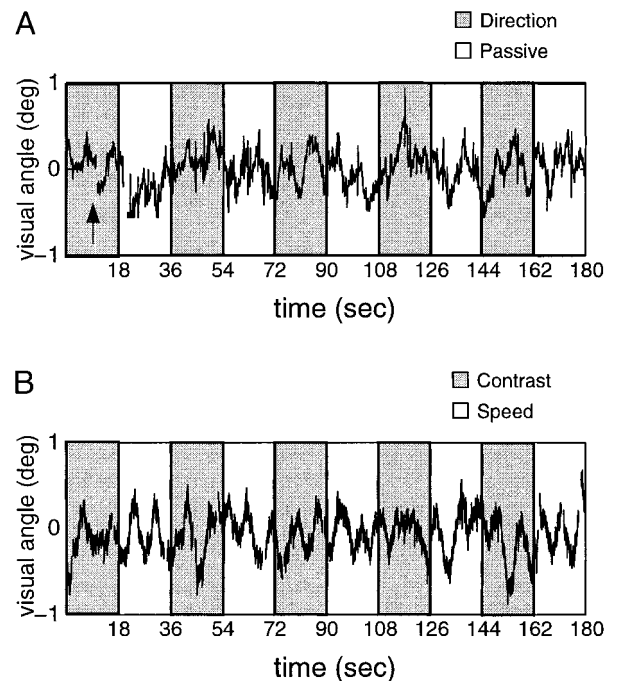 A
Direction
Passive
visual angle (deg)
1
0
–1
18 36 54 72 90 108 126 144 162 180
time (sec)
B
Contrast
Speed
visual angle (deg)
1
0
–1
18 36 54 72 90 108 126 144 162 180
time (sec)